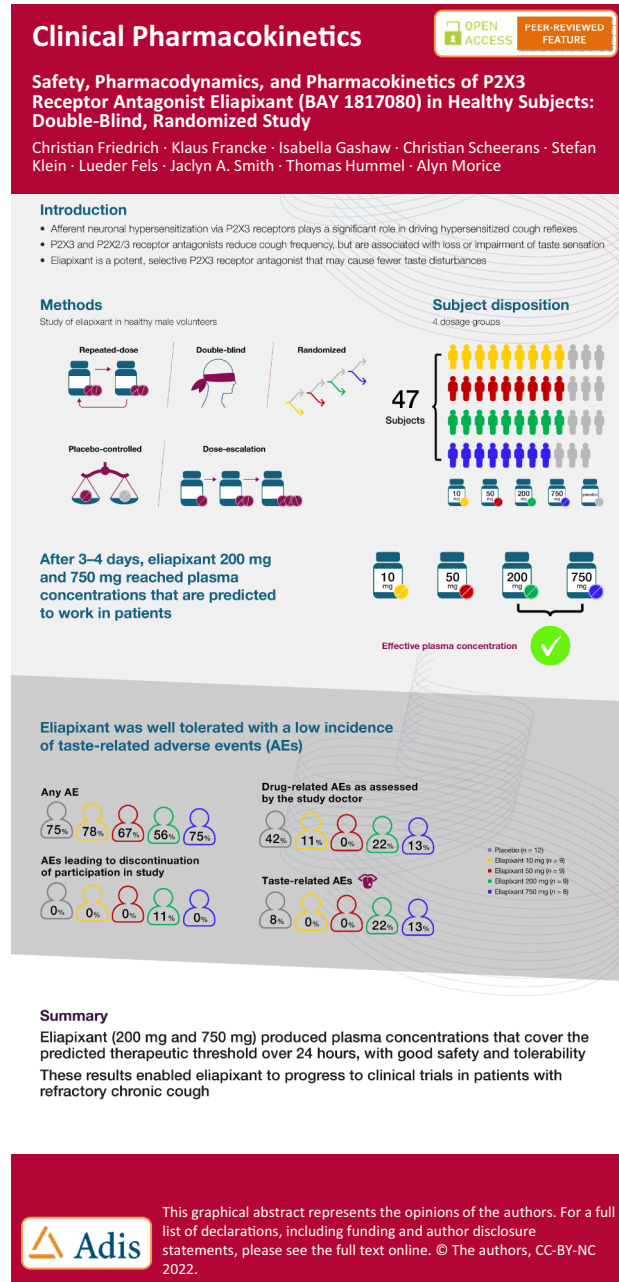 Clinical Pharmacokinetics
OPEN ACCESS
PEER-REVIEWED FEATURE
Safety, Pharmacodynamics, and Pharmacokinetics of P2X3
Receptor Antagonist Eliapixant (BAY 1817080) in Healthy Subjects:
Double-Blind, Randomized Study
Christian Friedrich · Klaus Francke · Isabella Gashaw · Christian Scheerans · Stefan
Klein · Lueder Fels · Jaclyn A. Smith · Thomas Hummel · Alyn Morice
Introduction
• Afferent neuronal hypersensitization via P2X3 receptors plays a significant role in driving hypersensitized cough reflexes
• P2X3 and P2X2/3 receptor antagonists reduce cough frequency, but are associated with loss or impairment of taste sensation
• Eliapixant is a potent, selective P2X3 receptor antagonist that may cause fewer taste disturbances
Methods
Study of eliapixant in healthy male volunteers
Repeated-dose
Double-blind
Randomized
Placebo-controlled
Dose-escalation
Subject disposition
4 dosage groups
47
Subjects
10 mg
50 mg
200 mg
750 mg
placebo
After 3–4 days, eliapixant 200 mg
and 750 mg reached plasma
concentrations that are predicted
to work in patients
10 mg
50 mg
200 mg
750 mg
Effective plasma concentration
Eliapixant was well tolerated with a low incidence
of taste-related adverse events (AEs)
Any AE
75% 78% 67% 56% 75%
AEs leading to discontinuation
of participation in study
0% 0% 0% 11% 0%
Drug-related AEs as assessed
by the study doctor
42% 11% 0% 22% 13%
Taste-related AEs
8% 0% 0% 22% 13%
Placebo (n = 12)
Eliapixant 10 mg (n = 9)
Eliapixant 50 mg (n = 9)
Eliapixant 200 mg (n = 9)
Eliapixant 750 mg (n = 8)
Summary
Eliapixant (200 mg and 750 mg) produced plasma concentrations that cover the
predicted therapeutic threshold over 24 hours, with good safety and tolerability
These results enabled eliapixant to progress to clinical trials in patients with
refractory chronic cough
Adis
This graphical abstract represents the opinions of the authors. For a full
list of declarations, including funding and author disclosure
statements, please see the full text online. © The authors, CC-BY-NC
2022.